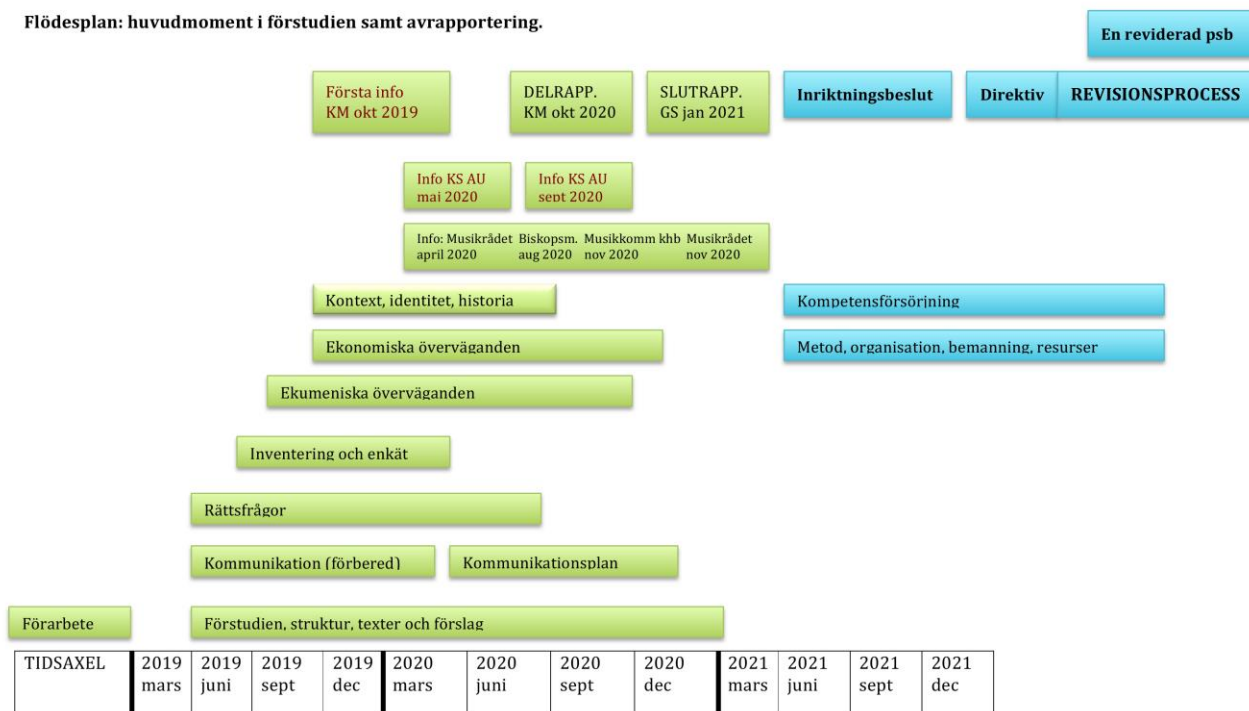 Flödesplan: huvudmoment i förstudien samt avrapportering.
En reviderad psb
Första info
KM okt 2019
DELRAPP.
KM okt 2020
SLUTRAPP.
GS jan 2021
Inriktningsbeslut
Direktiv
REVISIONSPROCESS
Info KS AU
maj 2020
Info KS AU
sept 2020
Info: Musikrådet Biskopsm. Musikkomm khb Musikrådet
april 2020 aug 2020 nov 2020 nov 2020
Kontext, identitet, historia
Kompetensförsörjning
Ekonomiska överväganden
Metod, organisation, bemanning, resurser
Ekumeniska överväganden
Inventering och enkät
Rättsfrågor
Kommunikation (förbered)
Kommunikationsplan
Förarbete
Förstudien, struktur, texter och förslag
TIDSAXEL 2019 2019 2019 2019 2020 2020 2020 2020 2021 2021 2021 2021
mars juni sept dec mars juni sept dec mars juni sept dec